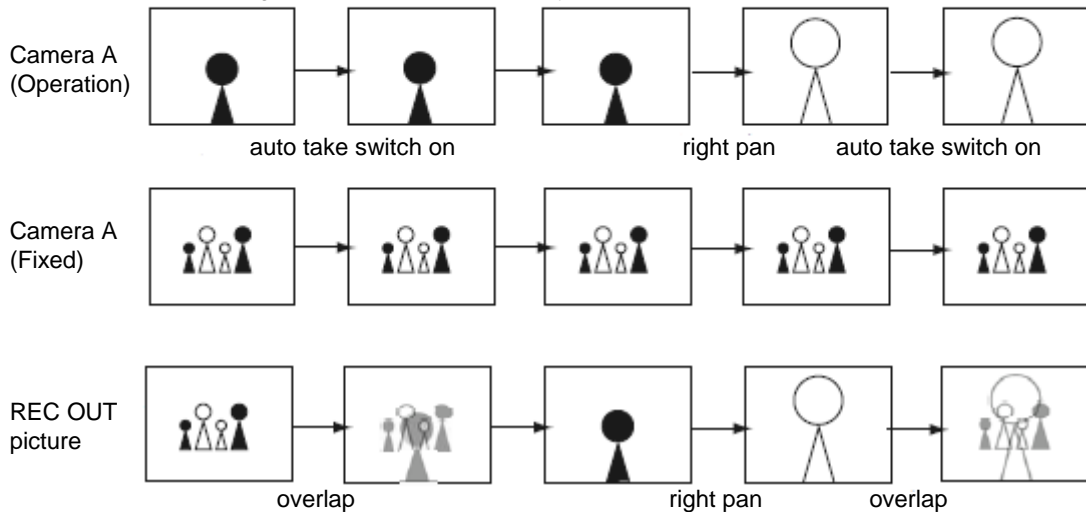 Camera A
(Operation)
auto take switch on
right pan
auto take switch on
Camera A
(Fixed)
REC OUT
picture
overlap
right pan
overlap